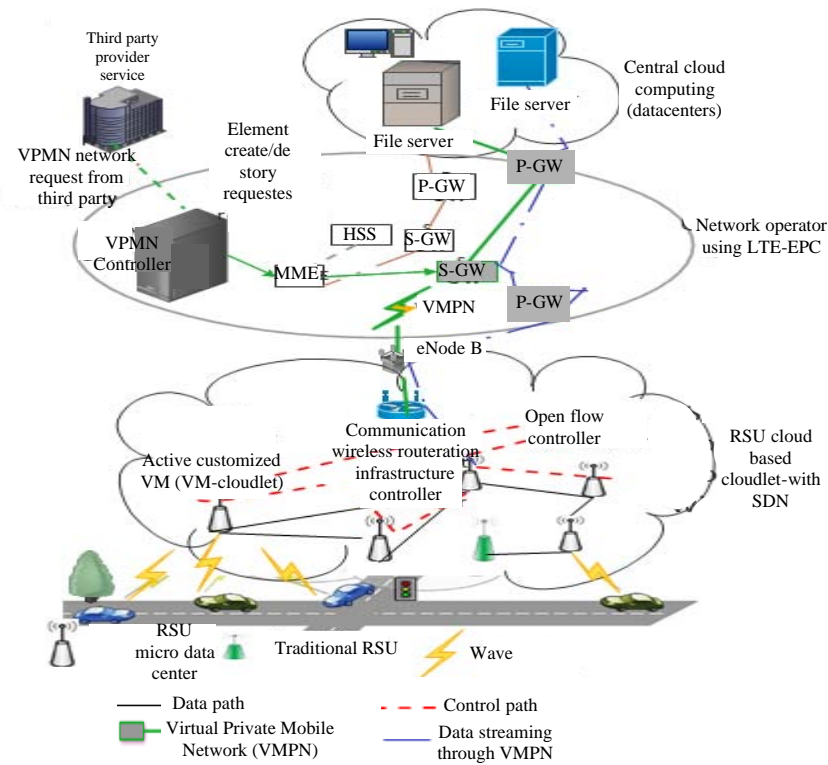 Third party
provider
service
Central cloud
computing
(datacenters)
File server
File server
VPMN network
request from
third party
Element
create/de
story
requestes
P-GW
P-GW
HSS
S-GW
Network operator
using LTE-EPC
VPMN
Controller
MME
S-GW
P-GW
VMPN
eNode B
Communication
wireless routeration
infrastructure
controller
Open flow
controller
Active customized
VM (VM-cloudlet)
RSU cloud
based
cloudlet-with
SDN
RSU
micro data
center
Traditional RSU
Wave
Data path
Control path
Virtual Private Mobile
Network (VMPN)
Data streaming
through VMPN